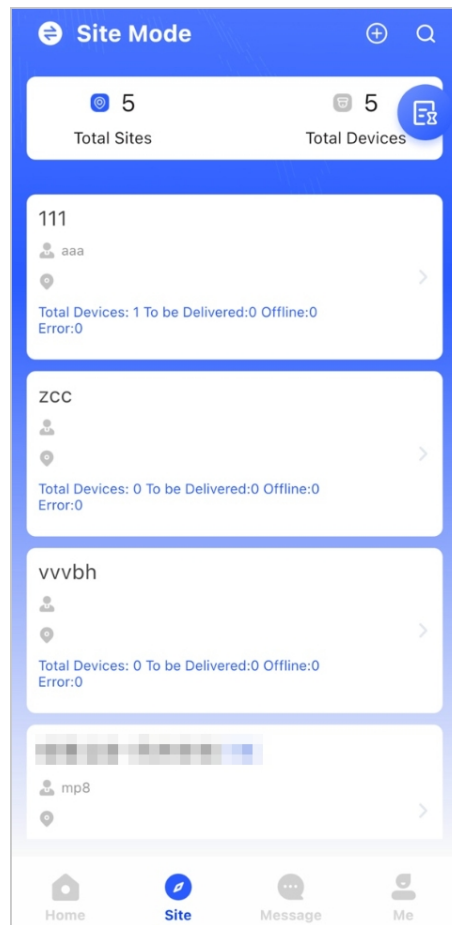 Site Mode
5
Total Sites
5
Total Devices
111
aaa
Total Devices: 1 To be Delivered:0 Offline:0
Error:0
zcc
Total Devices: 0 To be Delivered:0 Offline:0
Error:0
vvvbh
Total Devices: 0 To be Delivered:0 Offline:0
Error:0
mp8
Home
Site
Message
Me